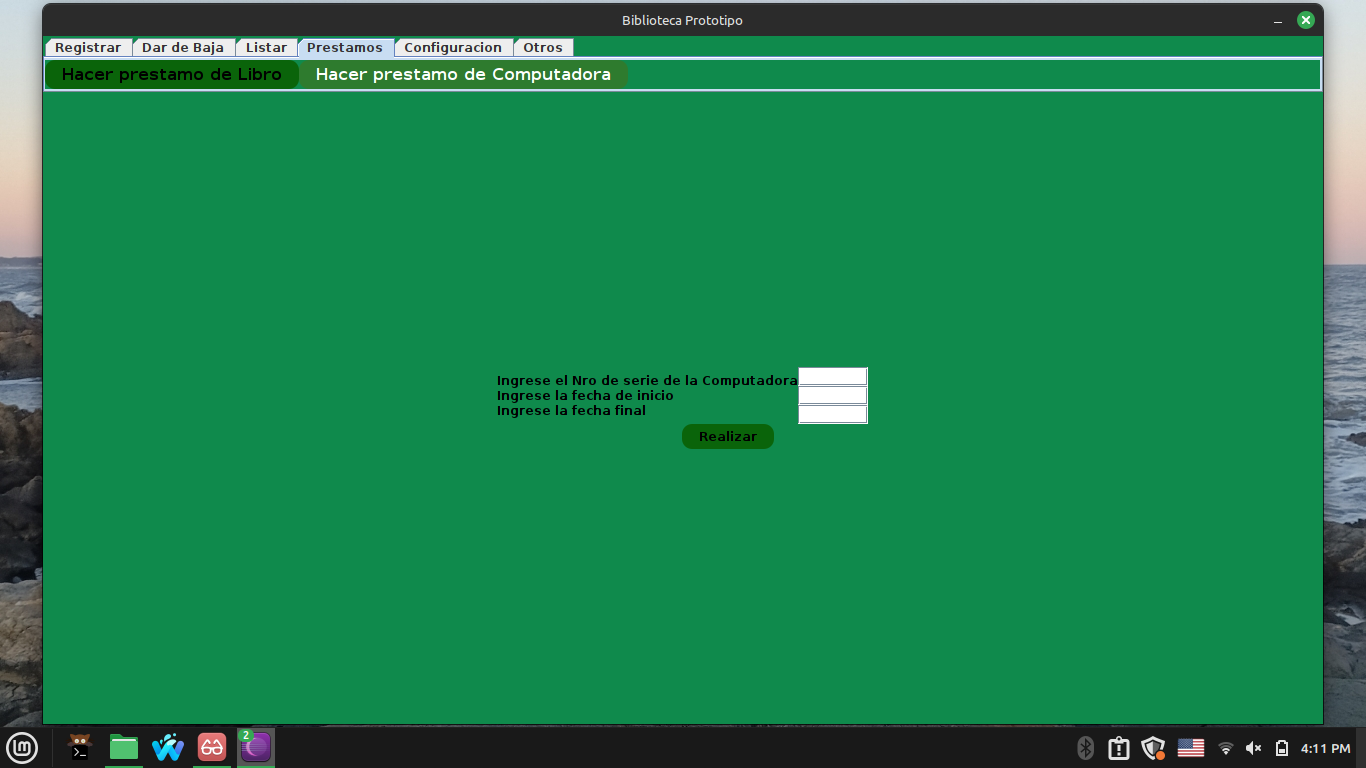 Biblioteca Prototipo
Registrar Dar de Baja Listar Prestamos Configuracion Otros
Hacer prestamo de Libro Hacer prestamo de Computadora
Ingrese el Nro de serie de la Computadora
Ingrese la fecha de inicio
Ingrese la fecha final
Realizar
2
4:11 PM